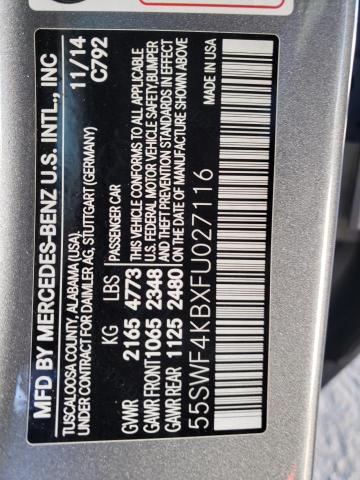 MFD BY MERCEDES-BENZ U.S. INTL., INC
TUSCALOOSA COUNTY, ALABAMA (USA).
UNDER CONTRACT FOR DAIMLER AG, STUTTGART (GERMANY)
11/14
C792
PASSENGER CAR
KG LBS
GVWR 2165 4773
GAWR FRONT1065 2348
GAWR REAR 1125 2480
THIS VEHICLE CONFORMS TO ALL APPLICABLE
U.S. FEDERAL MOTOR VEHICLE SAFETY,BUMPER
AND THEFT PREVENTION STANDARDS IN EFFECT
ON DATE OF MANUFACTURE SHOWN ABOVE.
55SWF4KBXFU027116
MADE IN USA